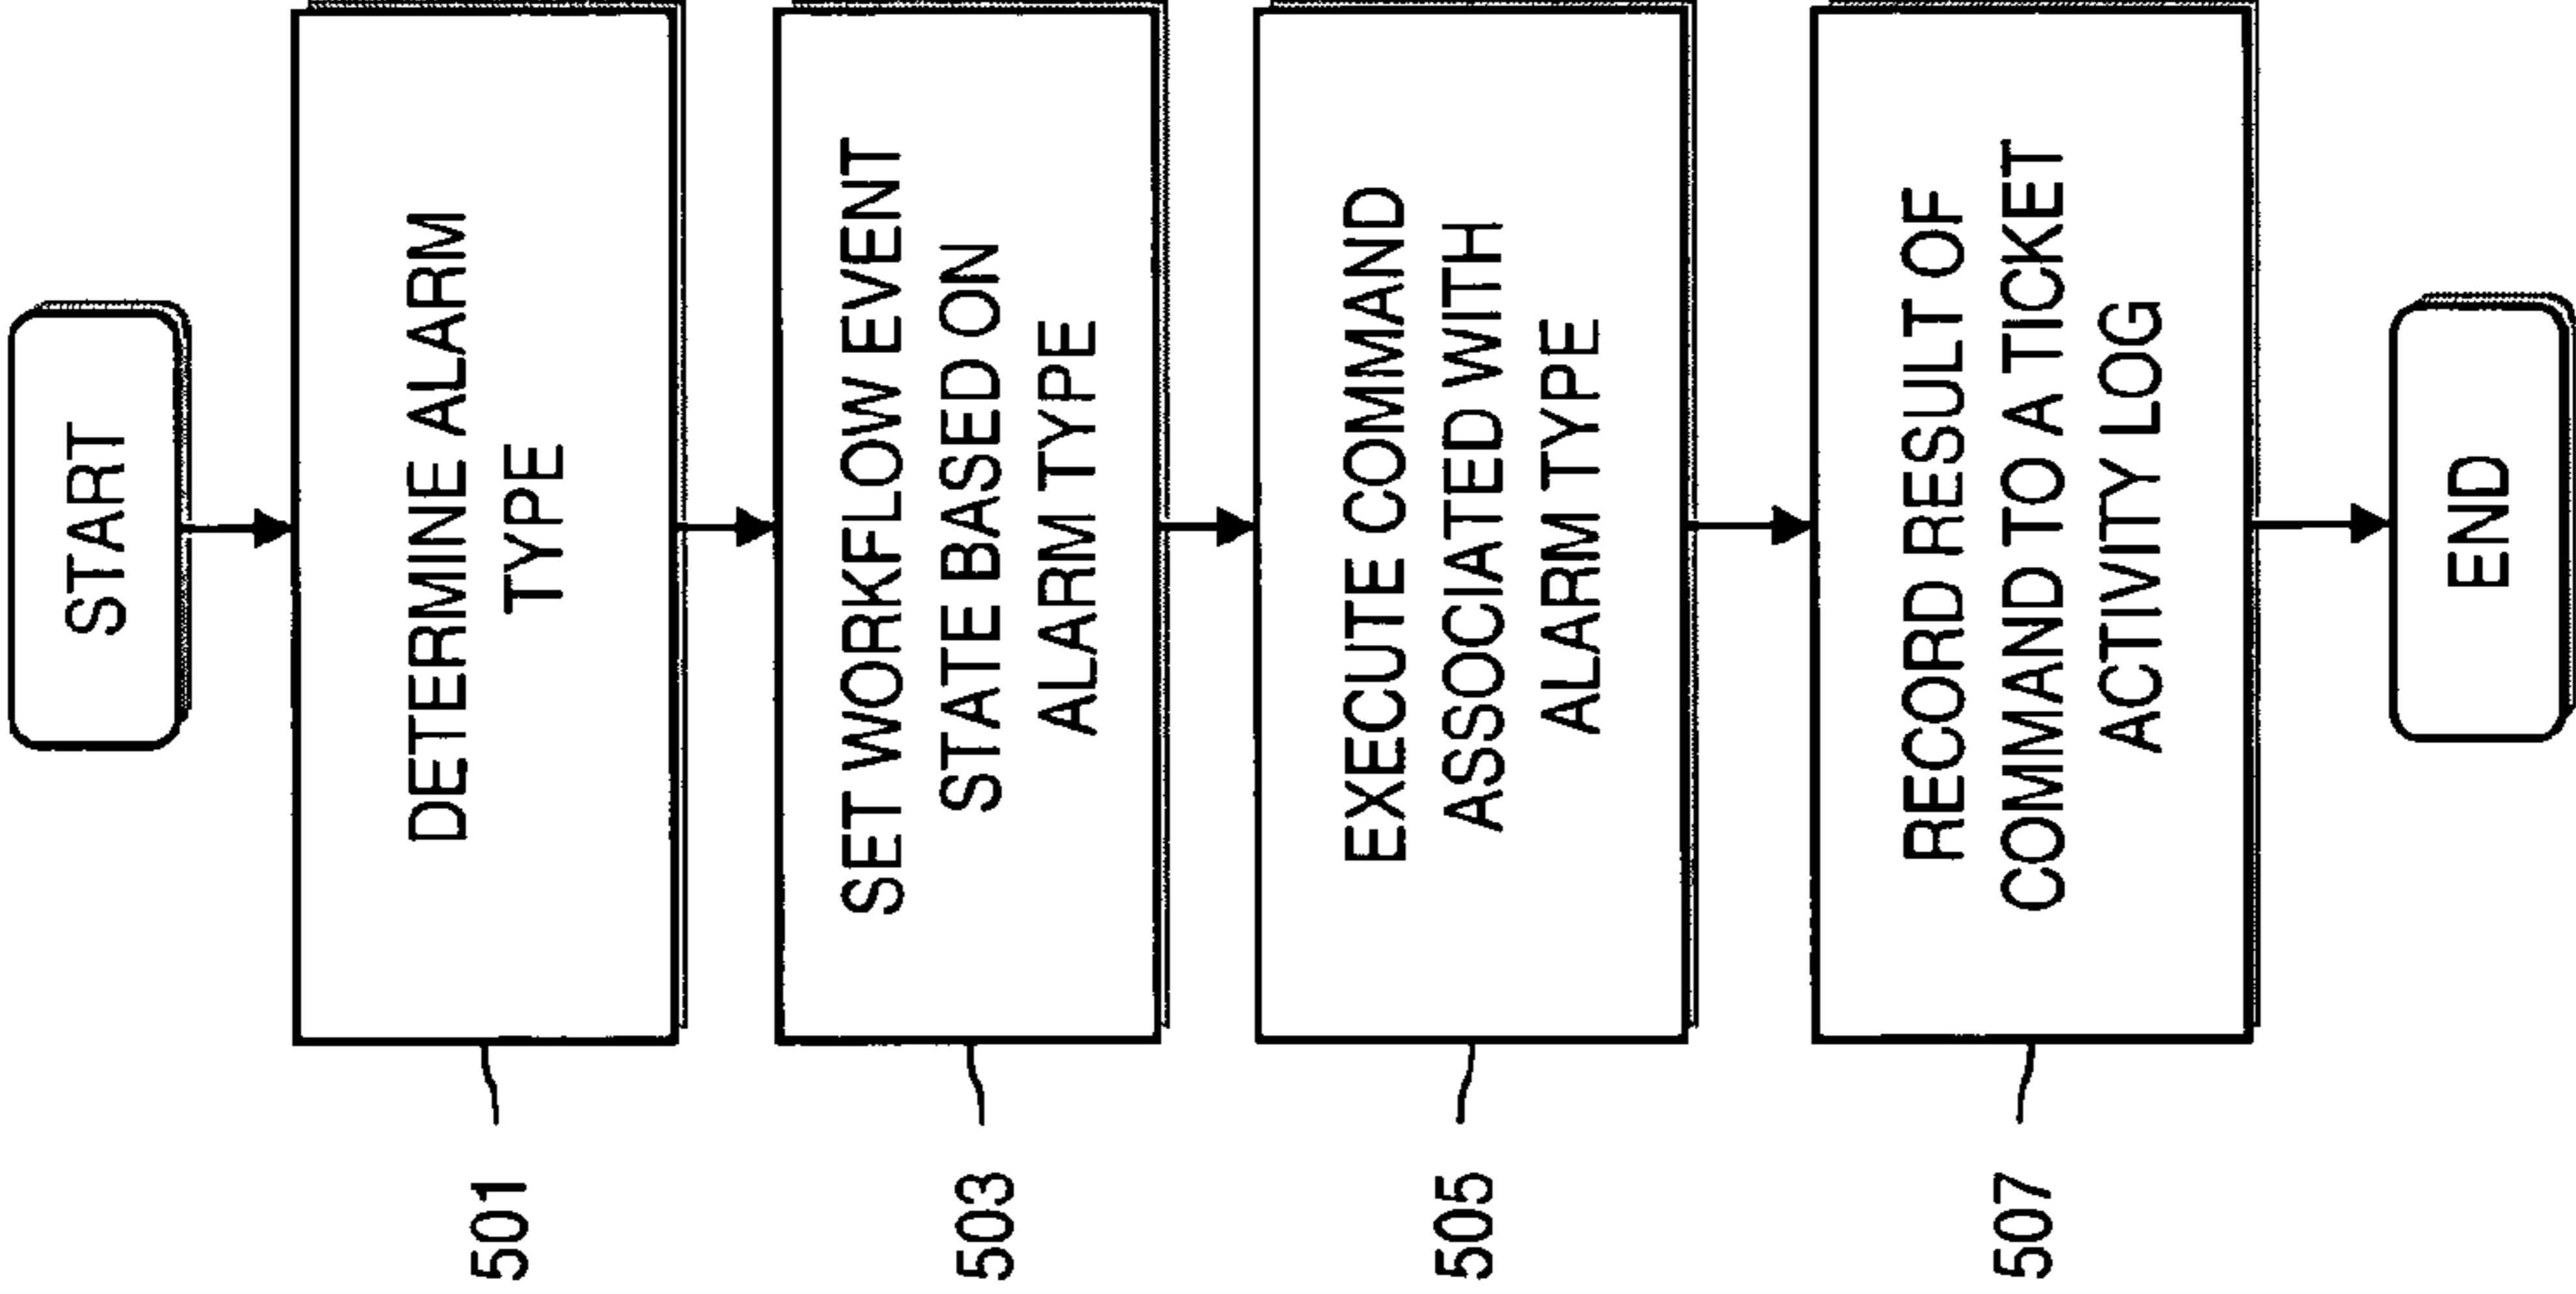 START
501
DETERMINE ALARM
TYPE
503
SET WORKFLOW EVENT
STATE BASED ON
ALARM TYPE
505
EXECUTE COMMAND
ASSOCIATED WITH
ALARM TYPE
507
RECORD RESULT OF
COMMAND TO A TICKET
ACTIVITY LOG
END